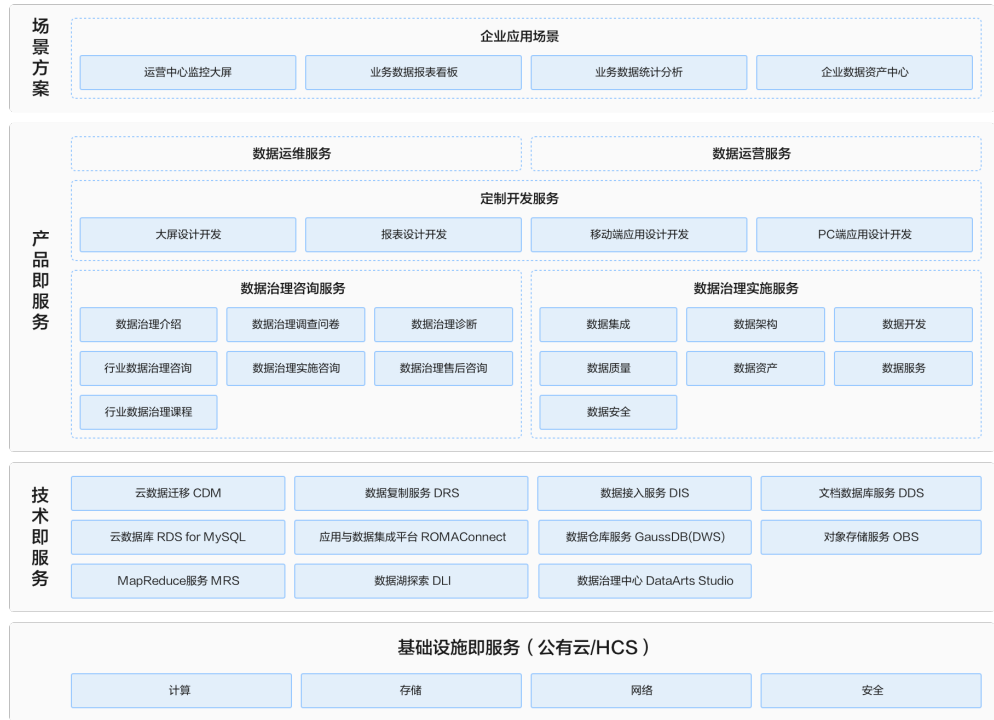 场景方案
企业应用场景
运营中心监控大屏
业务数据报表看板
业务数据统计分析
企业数据资产中心
产品即服务
数据运维服务
数据运营服务
定制开发服务
大屏设计开发
报表设计开发
移动端应用设计开发
PC端应用设计开发
数据治理咨询服务
数据治理介绍
数据治理调查问卷
数据治理诊断
行业数据治理咨询
数据治理实施咨询
数据治理售后咨询
行业数据治理课程
数据治理实施服务
数据集成
数据架构
数据开发
数据质量
数据资产
数据服务
数据安全
技术即服务
云数据迁移 CDM
数据复制服务 DRS
数据接入服务 DIS
文档数据库服务 DDS
云数据库 RDS for MySQL
应用与数据集成平台 ROMAConnect
数据仓库服务 GaussDB(DWS)
对象存储服务 OBS
MapReduce服务 MRS
数据湖探索 DLI
数据治理中心 DataArts Studio
基础设施即服务（公有云/HCS）
计算
存储
网络
安全